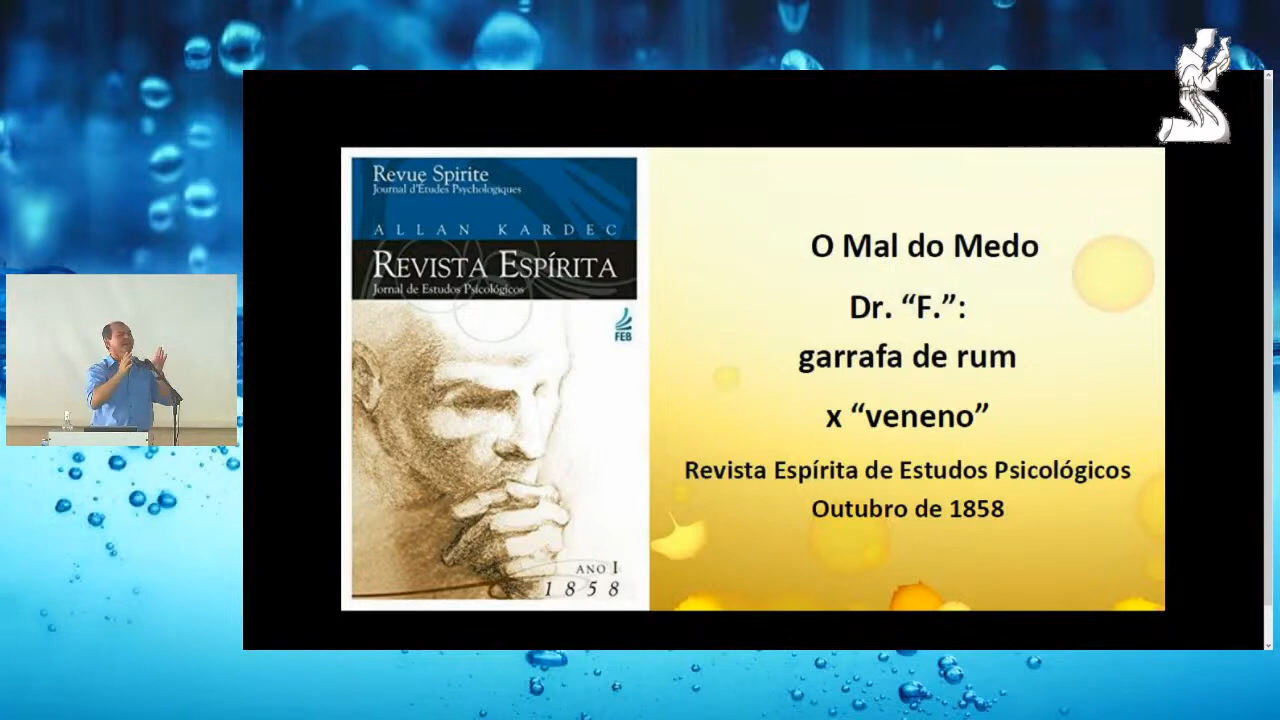 Revue Spirite
Journal d'Études Psychologiques
ALLAN KARDEC
REVISTA ESPÍRITA
Jornal de Estudos Psicológicos
FEB
ANO I
1858
O Mal do Medo
Dr. “F.”:
garrafa de rum
x “veneno”
Revista Espírita de Estudos Psicológicos
Outubro de 1858